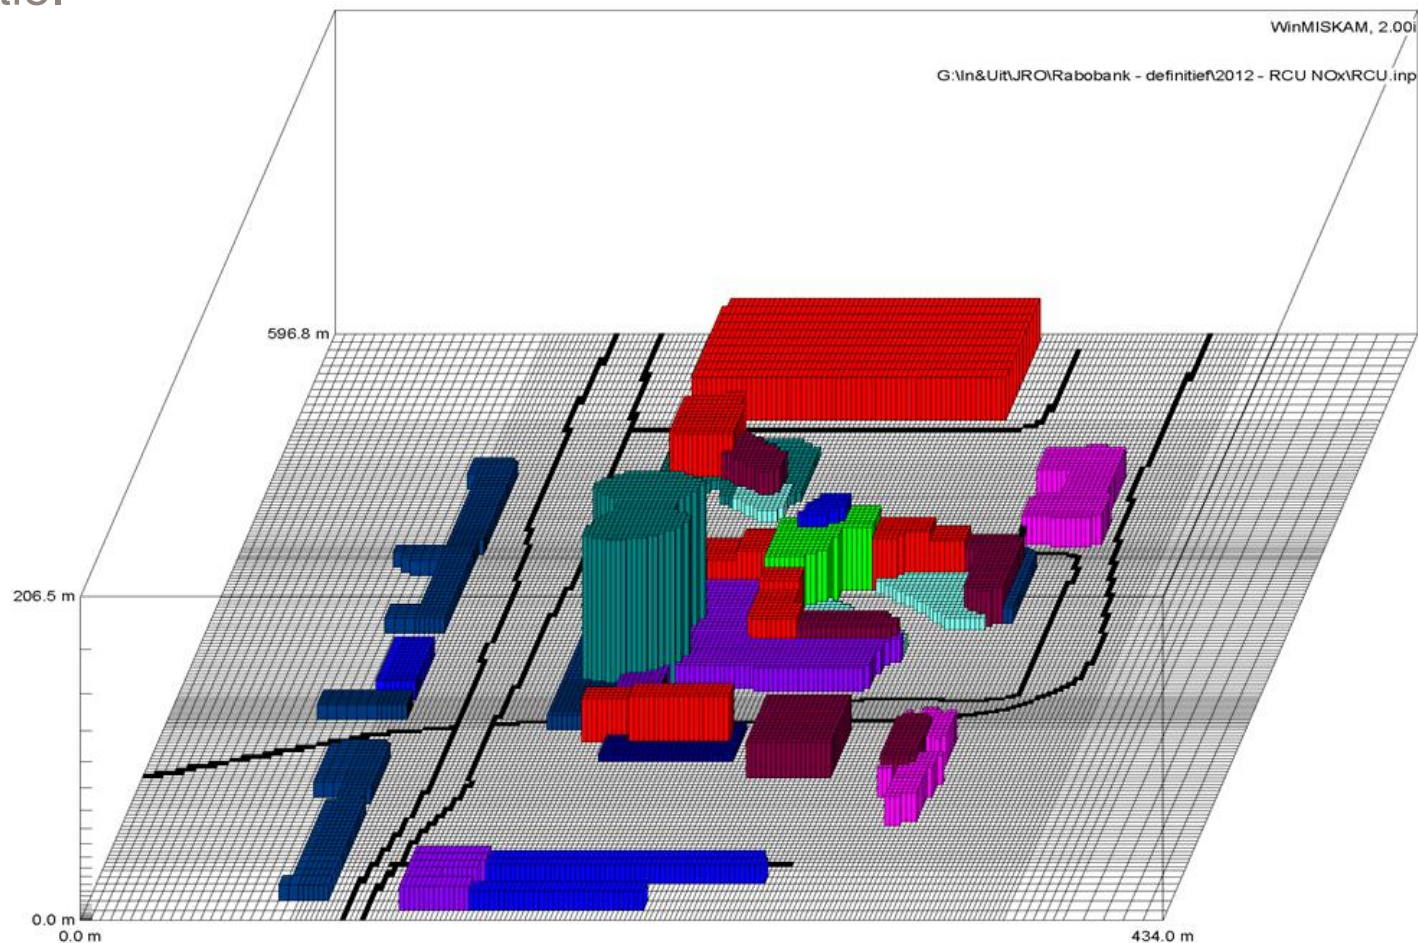 WinMISKAM, 2.00i
G:\In&Uit\JRO\Rabobank - definitief\2012 - RCU NOx\RCU.inp
596.8 m
206.5 m
0.0 m
0.0 m
434.0 m